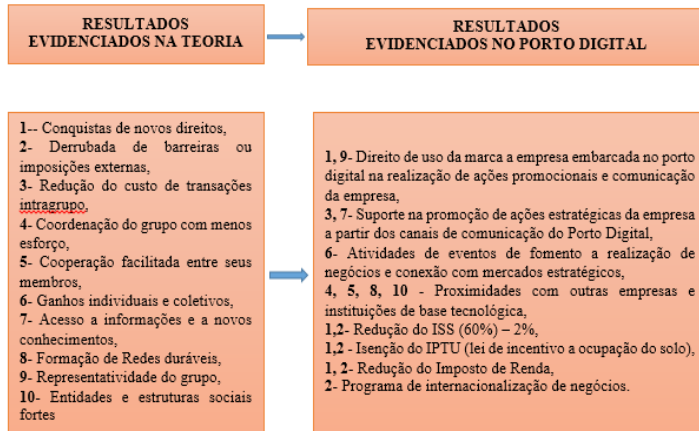 RESULTADOS
EVIDENCIADOS NA TEORIA
RESULTADOS
EVIDENCIADOS NO PORTO DIGITAL
1-- Conquistas de novos direitos,
2- Derrubada de barreiras ou
imposições externas,
3- Redução do custo de transações
intragrupo,
4- Coordenação do grupo com menos
esforço,
5- Cooperação facilitada entre seus
membros,
6- Ganhos individuais e coletivos,
7- Acesso a informações e a novos
conhecimentos,
8- Formação de Redes duráveis,
9- Representatividade do grupo,
10- Entidades e estruturas sociais
fortes
1, 9- Direito de uso da marca a empresa embarcada no porto
digital na realização de ações promocionais e comunicação
da empresa,
3, 7- Suporte na promoção de ações estratégicas da empresa
a partir dos canais de comunicação do Porto Digital,
6- Atividades de eventos de fomento a realização de
negócios e conexão com mercados estratégicos,
4, 5, 8, 10 - Proximidades com outras empresas e
instituições de base tecnológica,
1,2- Redução do ISS (60%) – 2%,
1,2 - Isenção do IPTU (lei de incentivo a ocupação do solo),
1, 2- Redução do Imposto de Renda,
2- Programa de internacionalização de negócios.